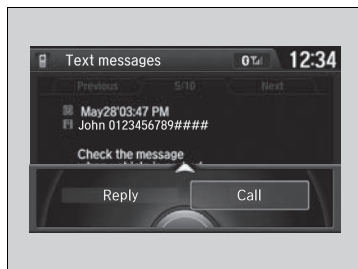 Text messages 12:34
Previous 5/10 Next
May28'03:47 PM
John 0123456789####
Check the message
Reply Call